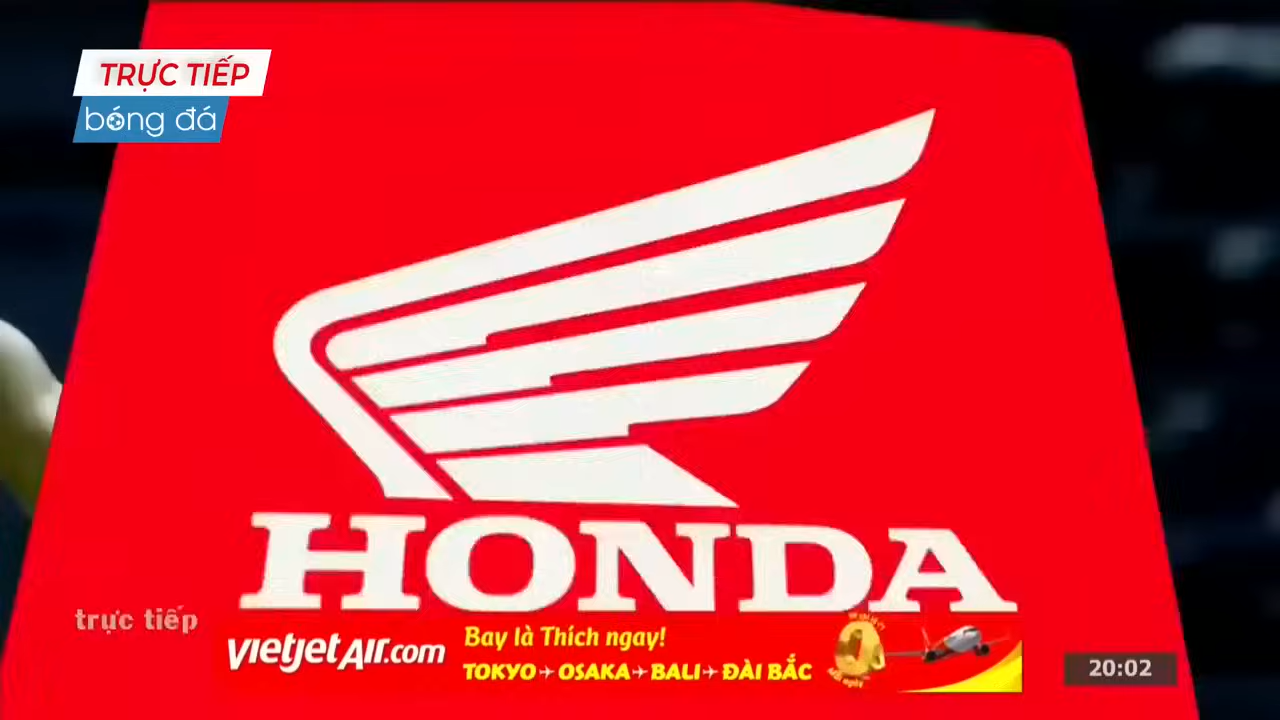 TRỰC TIẾP
bóng đá
HONDA
trực tiếp
vietjetAir.com
Bay là Thích ngay!
TOKYO OSAKA BALI ĐÀI BẮC
20:02